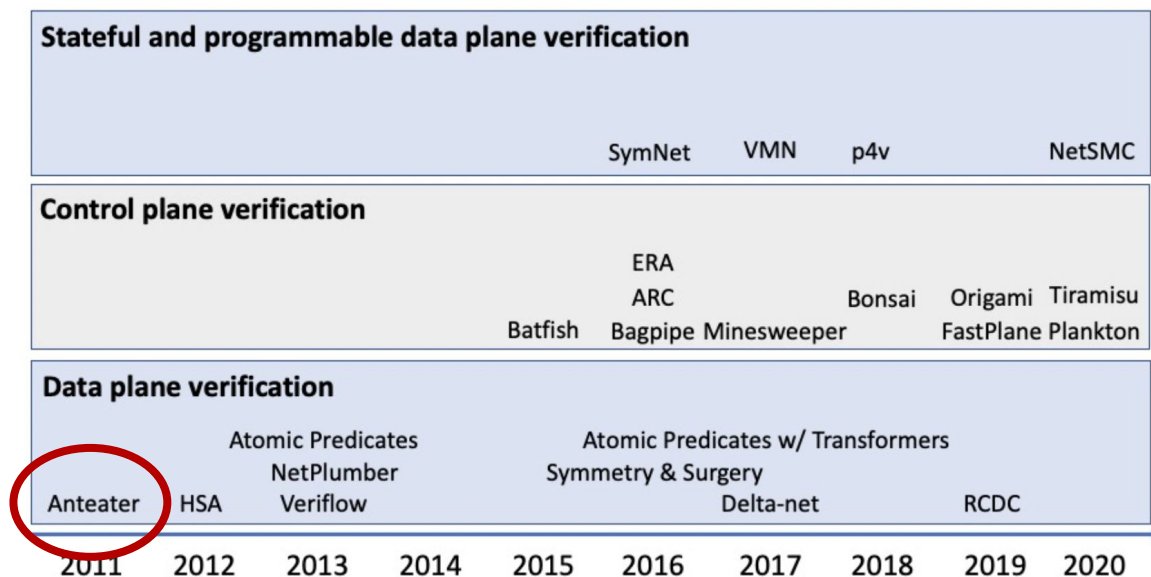 Stateful and programmable data plane verification
SymNet VMN p4v NetSMC
Control plane verification
ERA
ARC Bonsai Origami Tiramisu
Batfish Bagpipe Minesweeper FastPlane Plankton
Data plane verification
Atomic Predicates Atomic Predicates w/ Transformers
NetPlumber Symmetry & Surgery
Anteater HSA Veriflow Delta-net RCDC
2011 2012 2013 2014 2015 2016 2017 2018 2019 2020